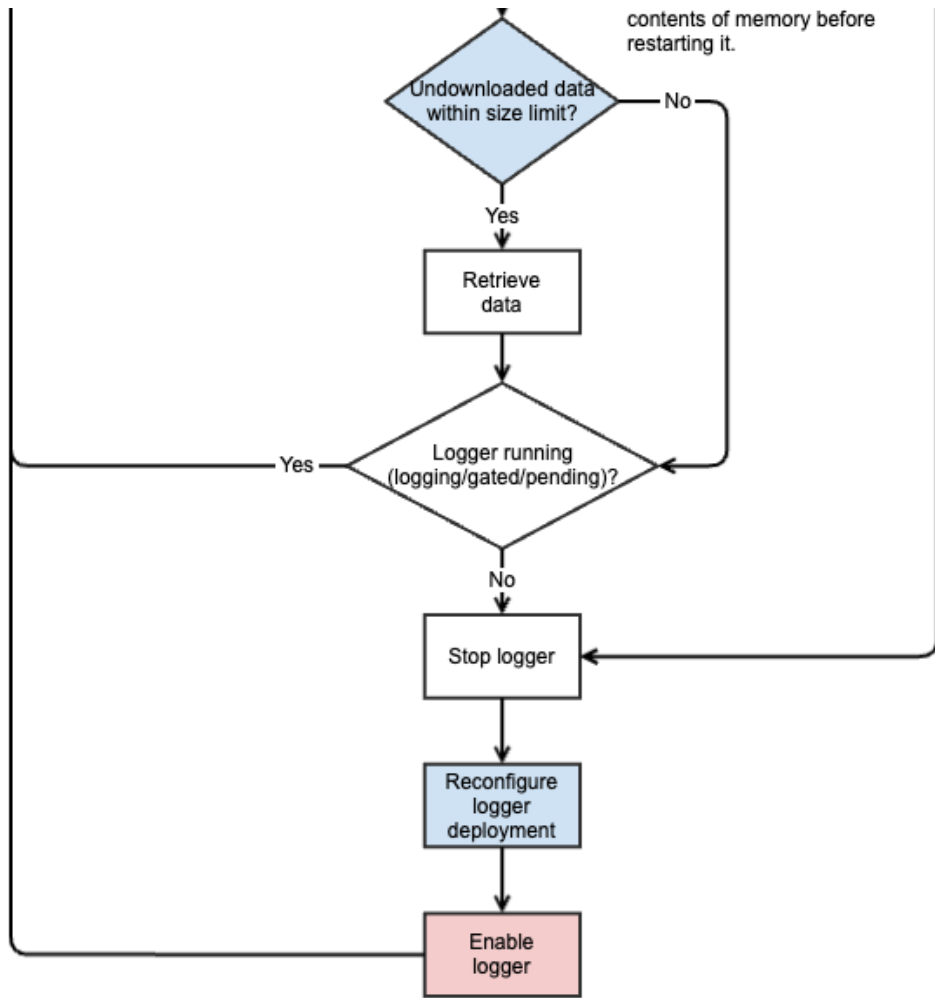 contents of memory before
restarting it.
Undownloaded data
within size limit?
No
Yes
Retrieve
data
Logger running
(logging/gated/pending)?
Yes
No
Stop logger
Reconfigure
logger
deployment
Enable
logger